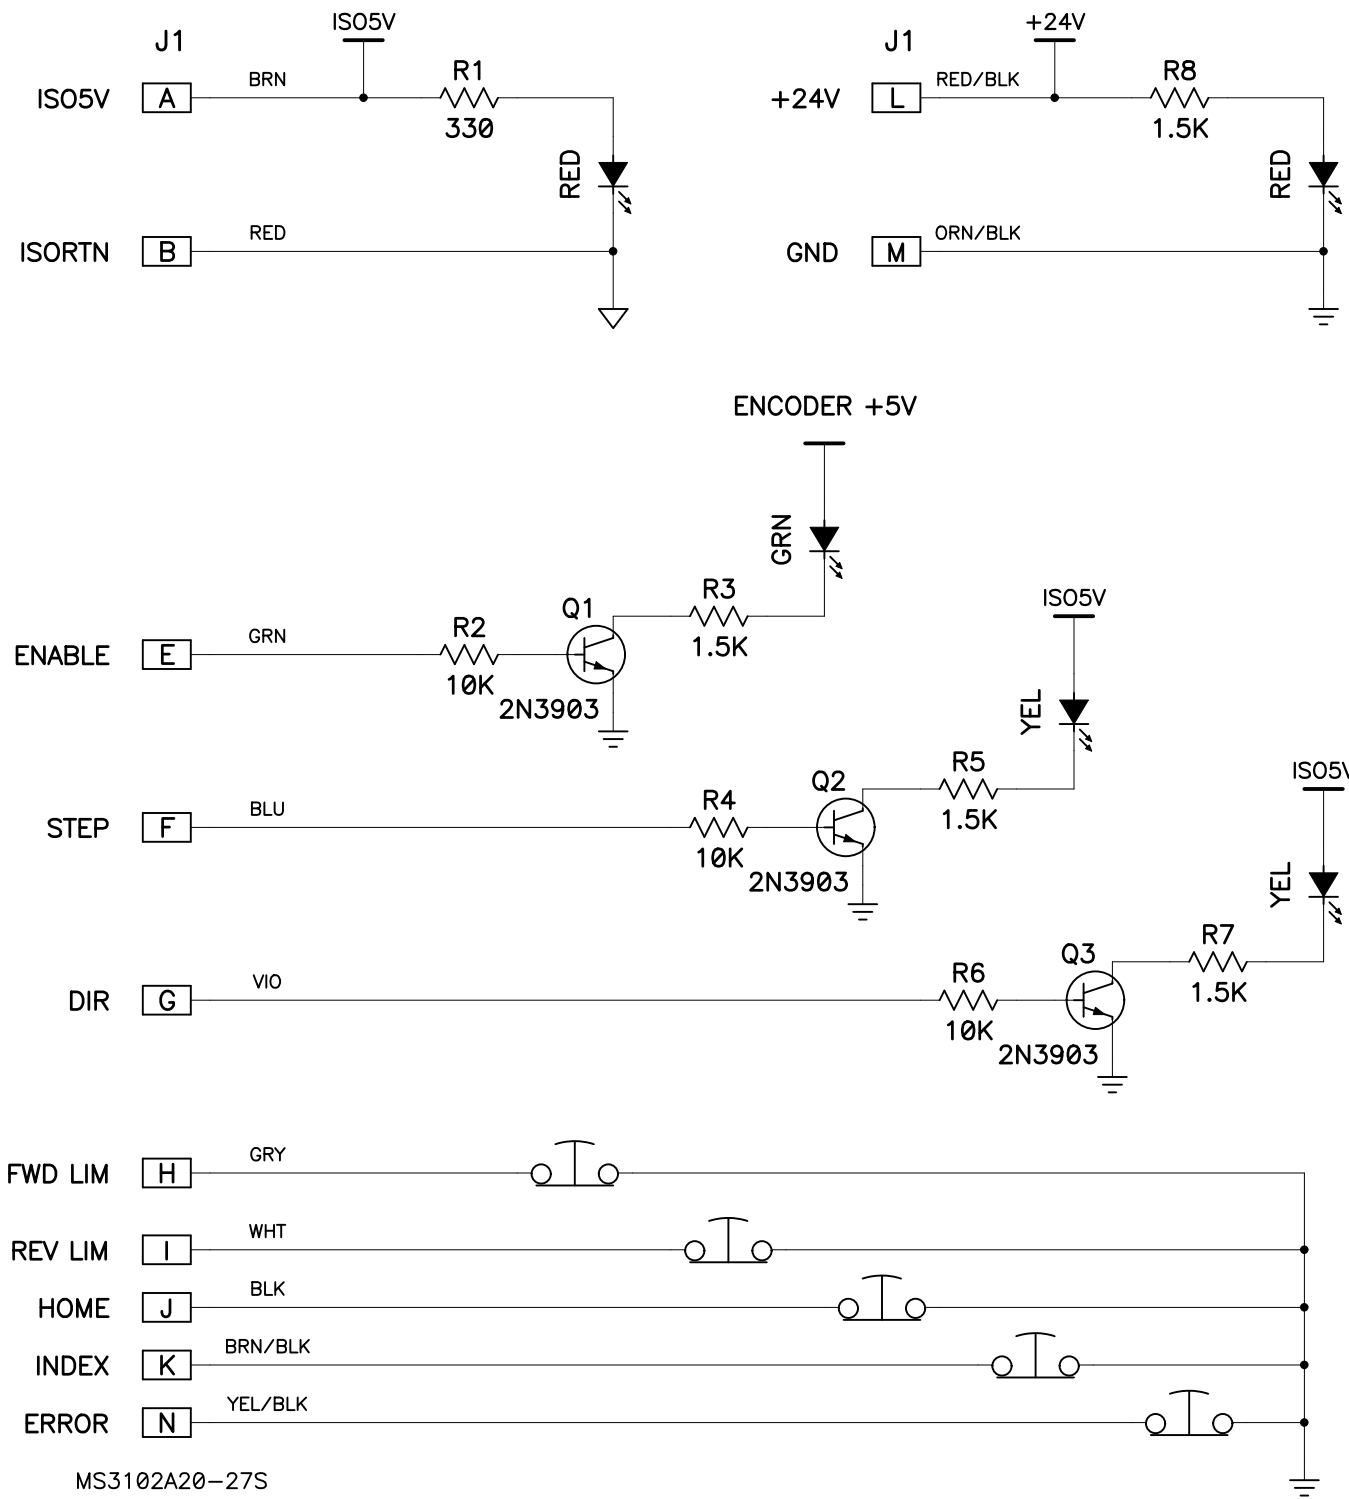 J1
ISO5V
ISO5V
A
BRN
R1
330
RED
ISORTN
B
RED
J1
+24V
+24V
L
RED/BLK
R8
1.5K
RED
GND
M
ORN/BLK
ENCODER +5V
GRN
ENABLE
E
GRN
R2
10K
Q1
2N3903
R3
1.5K
ISO5V
YEL
STEP
F
BLU
R4
10K
Q2
2N3903
R5
1.5K
ISO5V
YEL
DIR
G
VIO
R6
10K
Q3
2N3903
R7
1.5K
FWD LIM
H
GRY
REV LIM
I
WHT
HOME
J
BLK
INDEX
K
BRN/BLK
ERROR
N
YEL/BLK
MS3102A20-27S